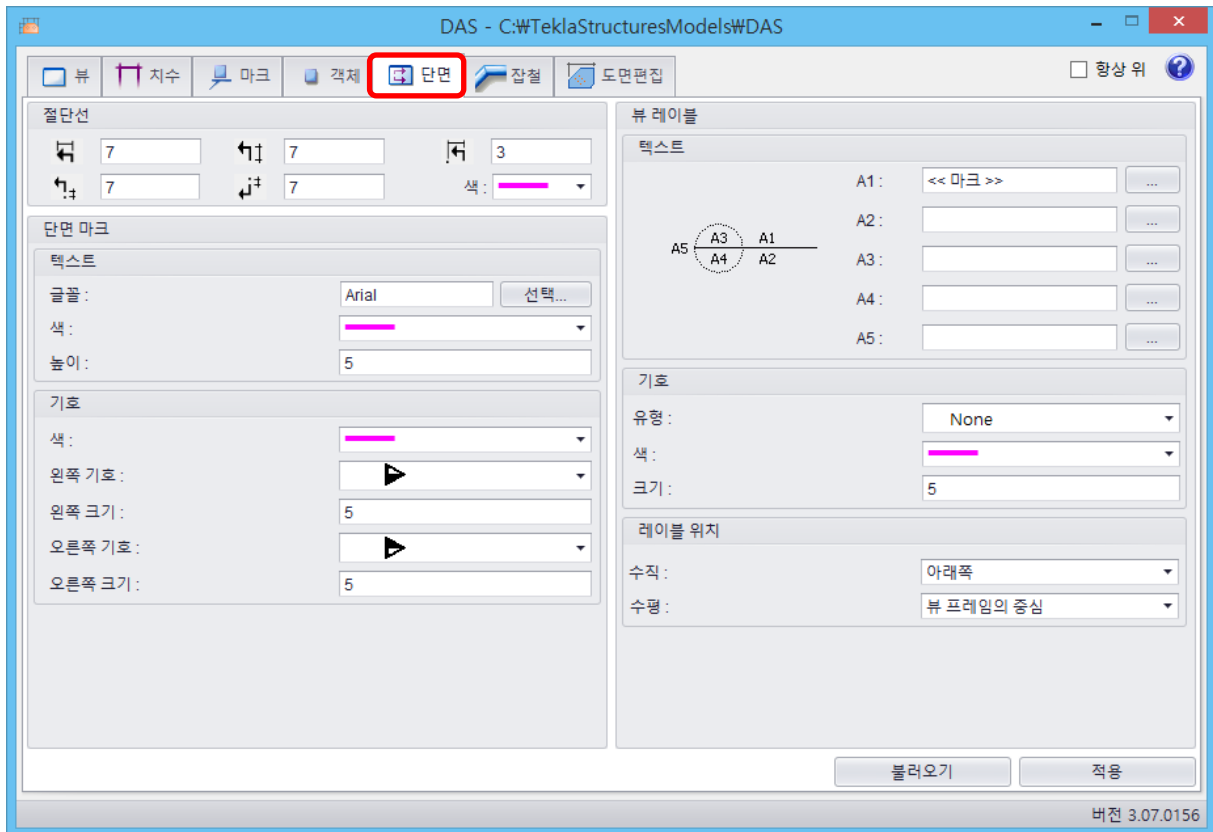 DAS - C:₩TeklaStructuresModels₩DAS
뷰 치수 마크 객체 단면 잡철 도면편집 항상 위 ?
절단선
7 7 3
7 7 색 :
단면 마크
텍스트
글꼴 : Arial 선택...
색 :
높이 : 5
기호
색 :
왼쪽 기호 :
왼쪽 크기 : 5
오른쪽 기호 :
오른쪽 크기 : 5
뷰 레이블
텍스트
A5 A3 A1
A4 A2
A1 : << 마크 >> ...
A2 : ...
A3 : ...
A4 : ...
A5 : ...
기호
유형 : None
색 :
크기 : 5
레이블 위치
수직 : 아래쪽
수평 : 뷰 프레임의 중심
불러오기 적용
버전 3.07.0156